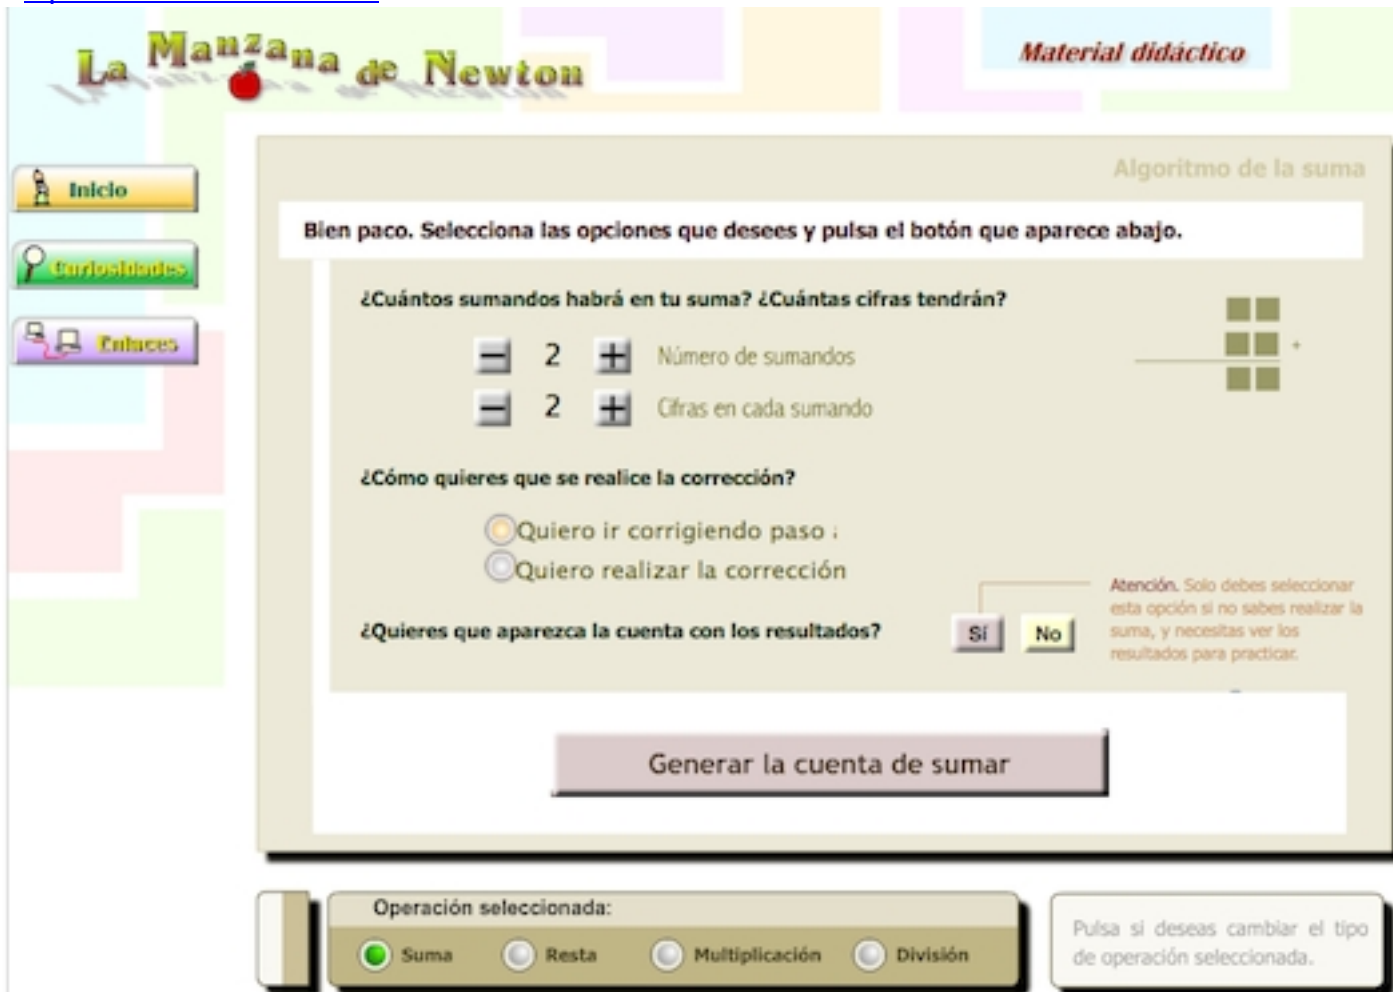 La Manzana de Newton
Material didáctico
Inicio
Curiosidades
Enlaces
Algoritmo de la suma
Bien paco. Selecciona las opciones que desees y pulsa el botón que aparece abajo.
¿Cuántos sumandos habrá en tu suma? ¿Cuántas cifras tendrán?
− 2 + Número de sumandos
− 2 + Cifras en cada sumando
+
¿Cómo quieres que se realice la corrección?
Quiero ir corrigiendo paso
Quiero realizar la corrección
¿Quieres que aparezca la cuenta con los resultados?
Sí No
Atención. Solo debes seleccionar
esta opción si no sabes realizar la
suma, y necesitas ver los
resultados para practicar.
Generar la cuenta de sumar
Operación seleccionada:
Suma Resta Multiplicación División
Pulsa si deseas cambiar el tipo
de operación seleccionada.